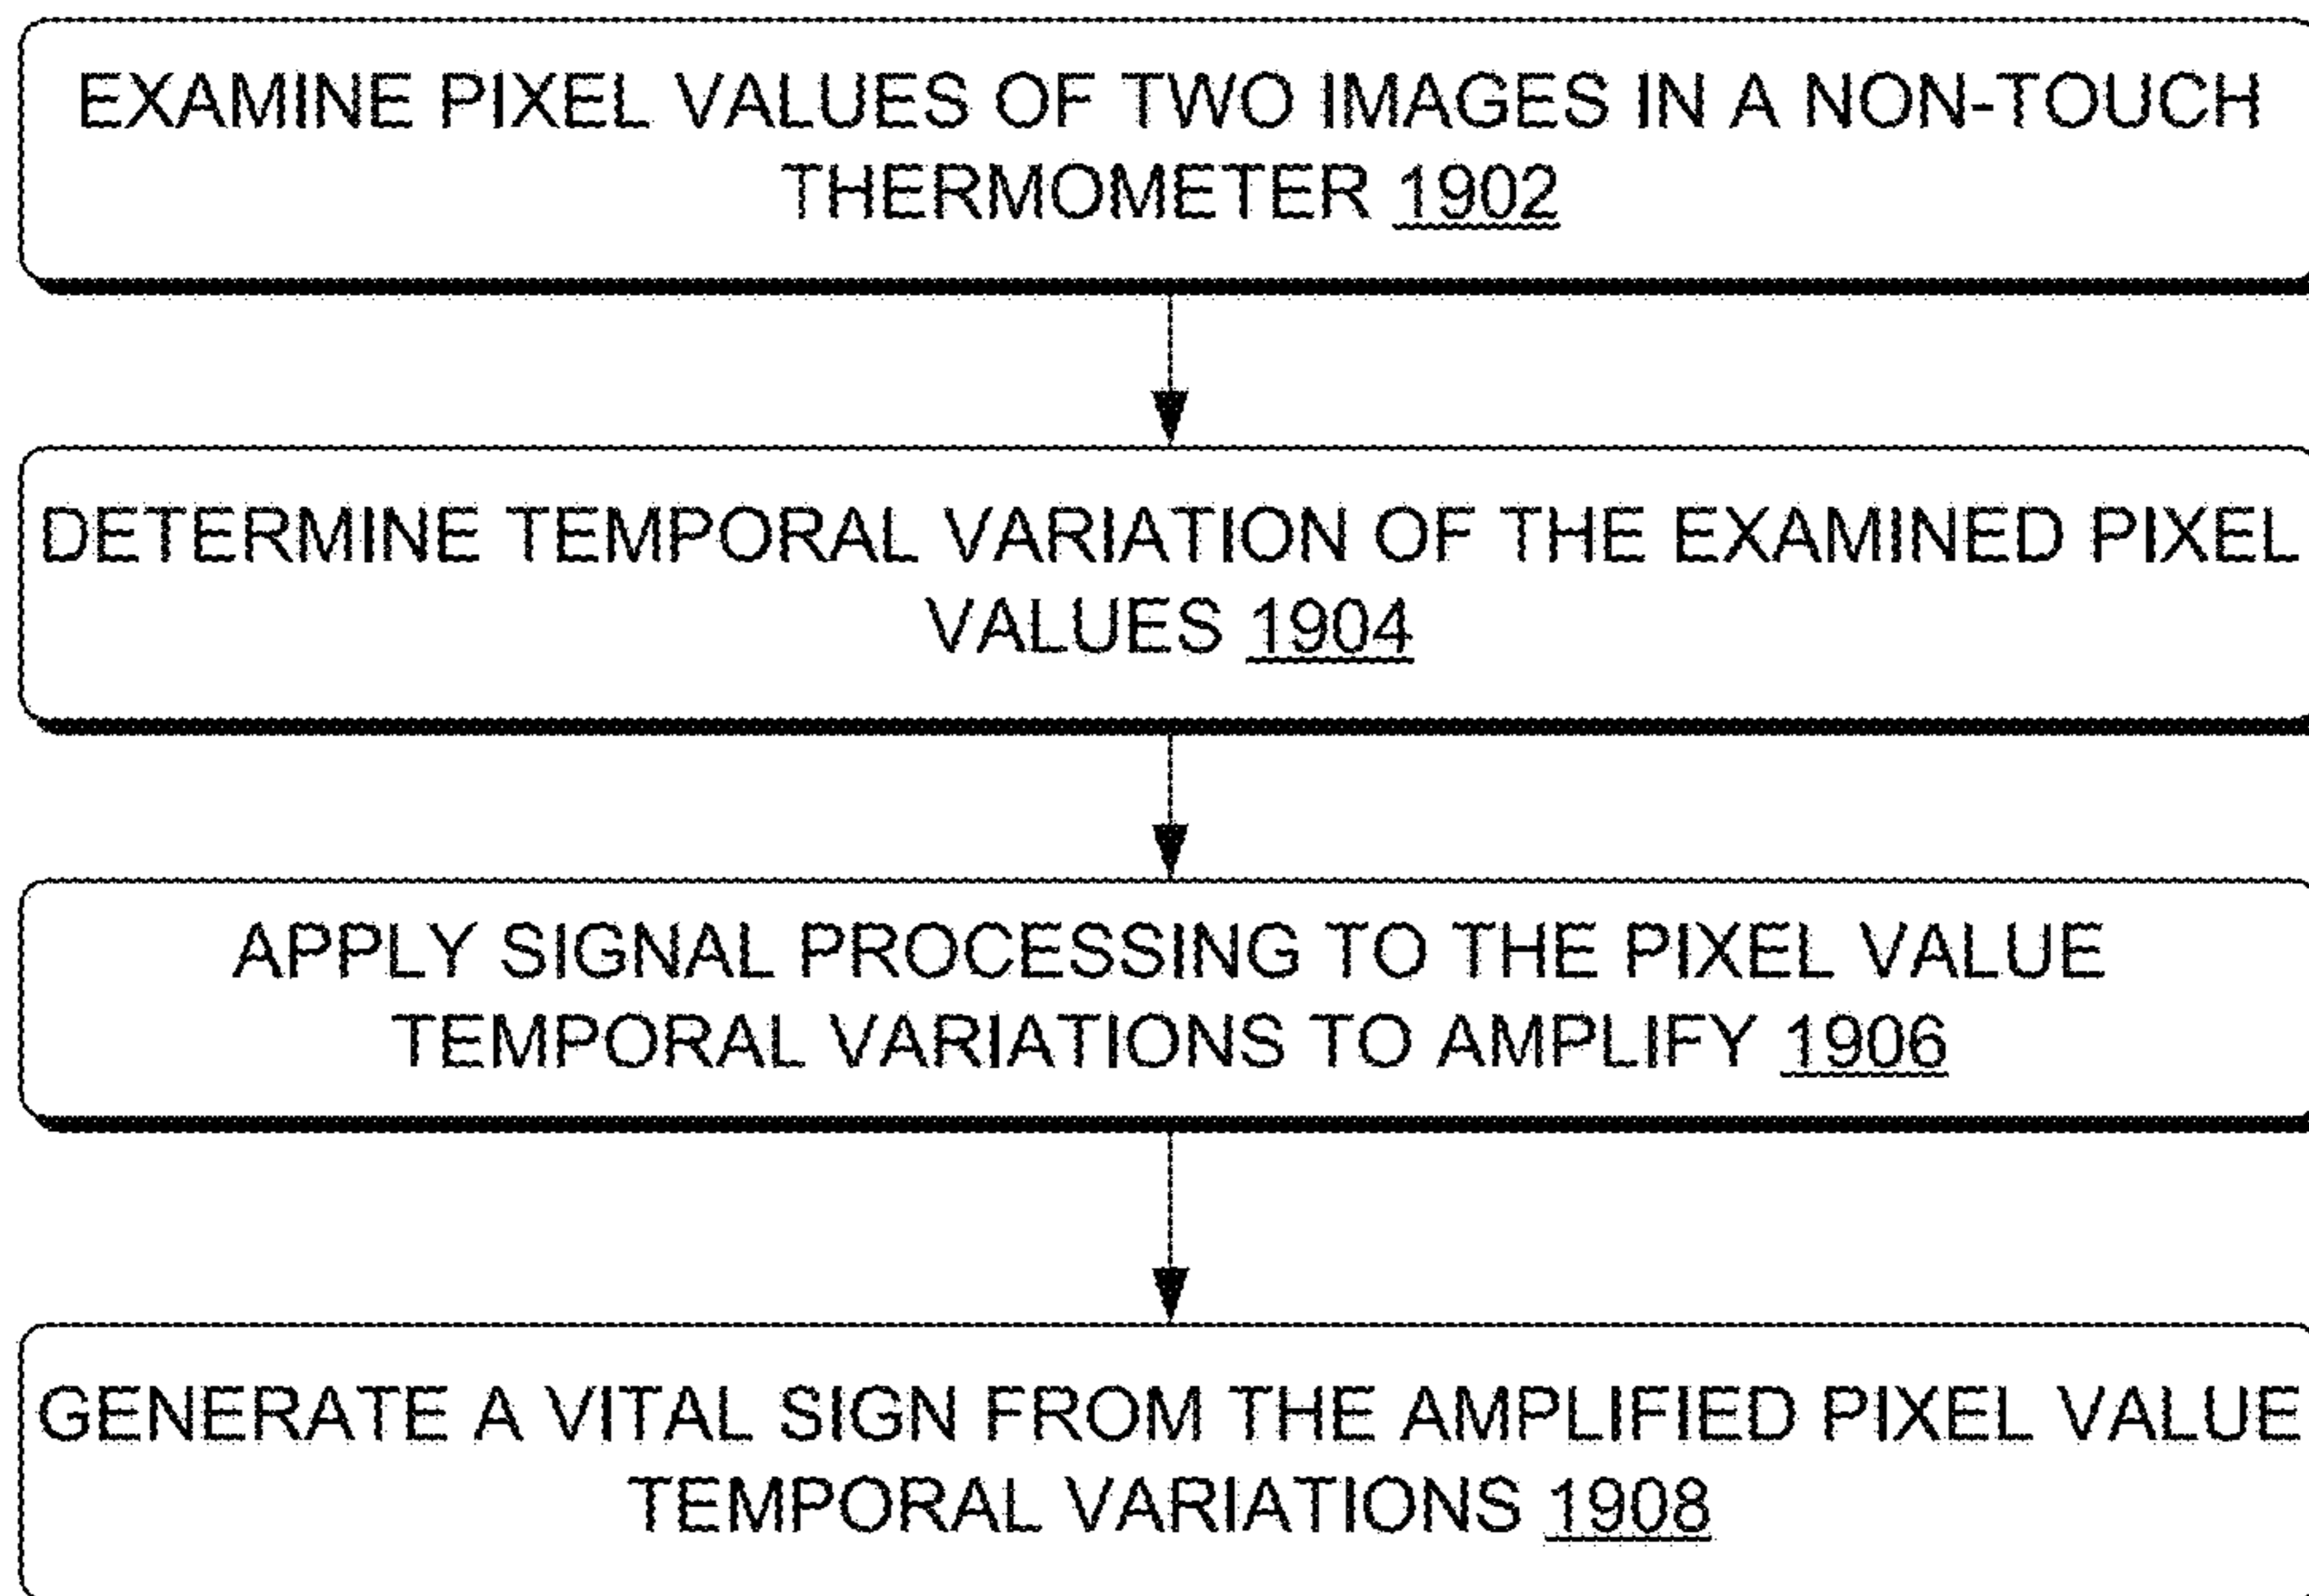 EXAMINE PIXEL VALUES OF TWO IMAGES IN A NON-TOUCH
THERMOMETER 1902
DETERMINE TEMPORAL VARIATION OF THE EXAMINED PIXEL
VALUES 1904
APPLY SIGNAL PROCESSING TO THE PIXEL VALUE
TEMPORAL VARIATIONS TO AMPLIFY 1906
GENERATE A VITAL SIGN FROM THE AMPLIFIED PIXEL VALUE
TEMPORAL VARIATIONS 1908